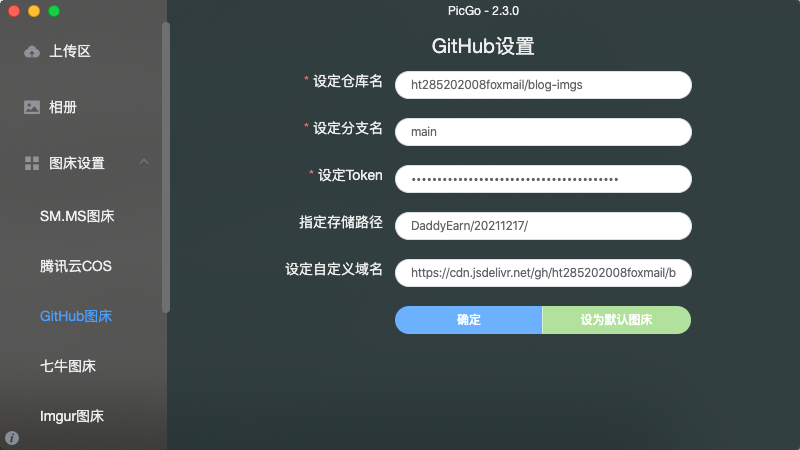 PicGo - 2.3.0
上传区
相册
图床设置
SM.MS图床
腾讯云COS
GitHub图床
七牛图床
Imgur图床
GitHub设置
* 设定仓库名 ht285202008foxmail/blog-imgs
* 设定分支名 main
* 设定Token
指定存储路径 DaddyEarn/20211217/
设定自定义域名 https://cdn.jsdelivr.net/gh/ht285202008foxmail/b
确定 设为默认图床